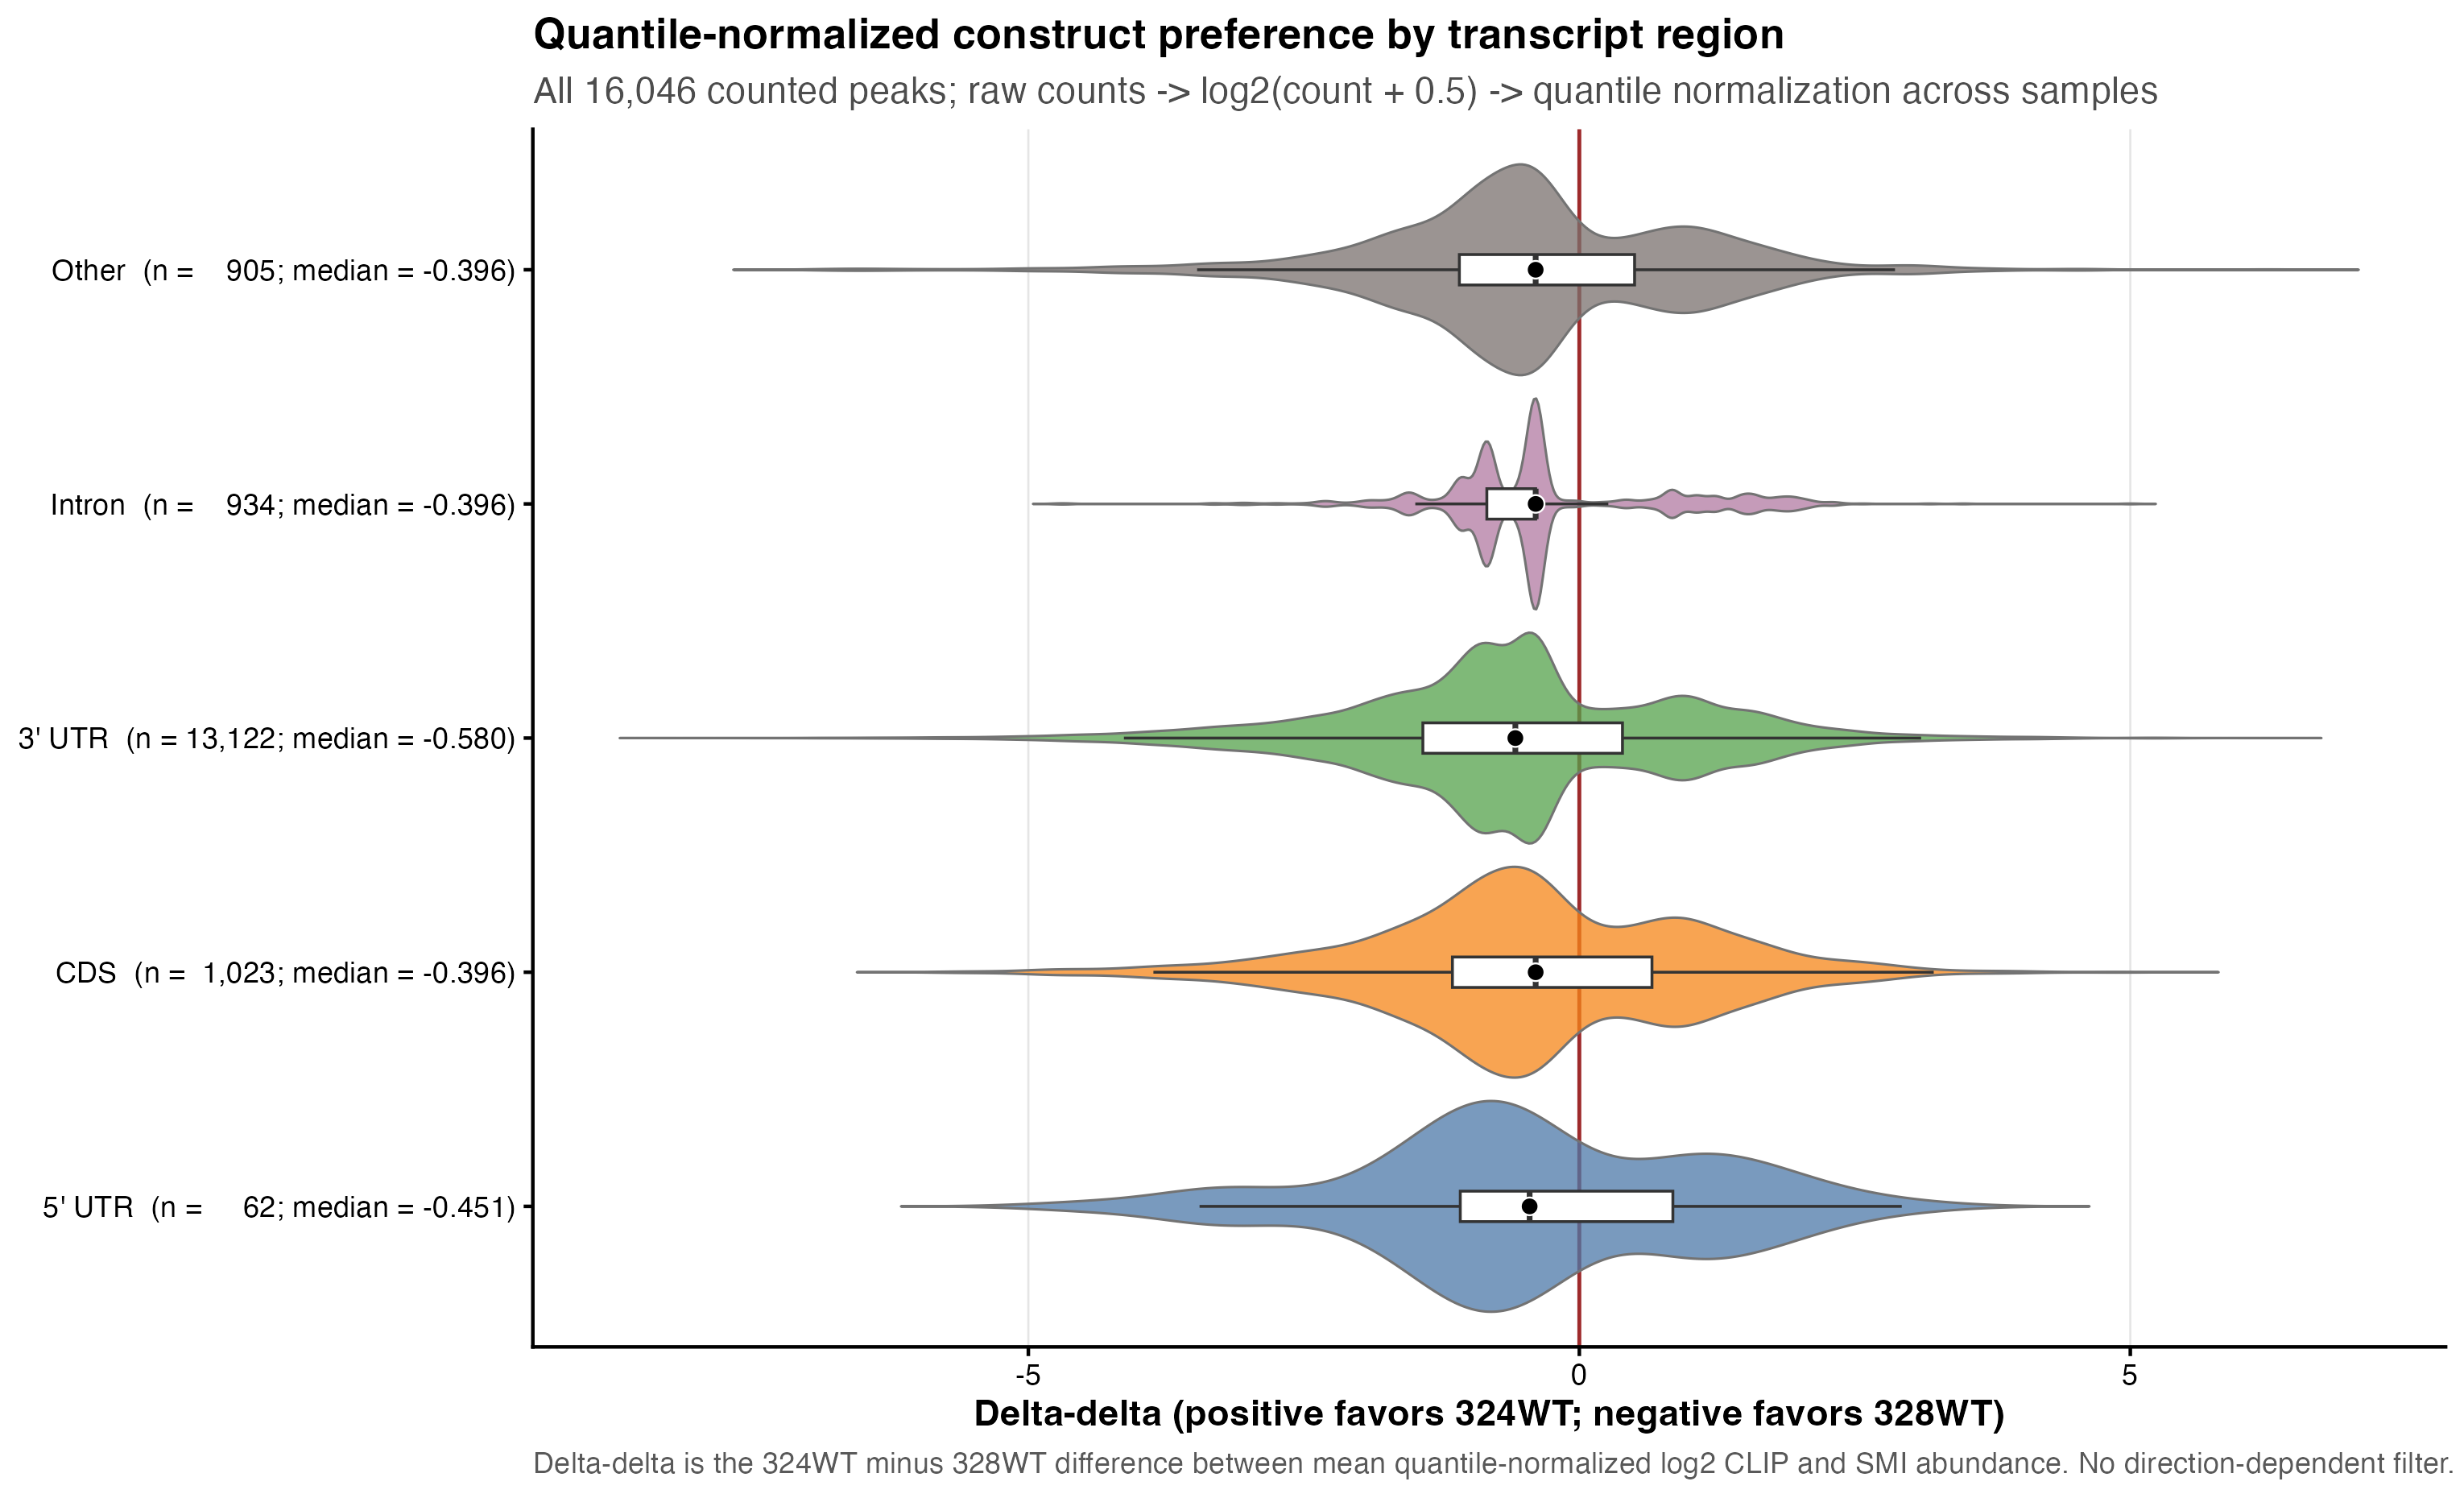 Quantile-normalized construct preference by transcript region
All 16,046 counted peaks; raw counts -> log2(count + 0.5) -> quantile normalization across samples
Other (n = 905; median = -0.396)
Intron (n = 934; median = -0.396)
3' UTR (n = 13,122; median = -0.580)
CDS (n = 1,023; median = -0.396)
5' UTR (n = 62; median = -0.451)
-5 0 5
Delta-delta (positive favors 324WT; negative favors 328WT)
Delta-delta is the 324WT minus 328WT difference between mean quantile-normalized log2 CLIP and SMI abundance. No direction-dependent filter.